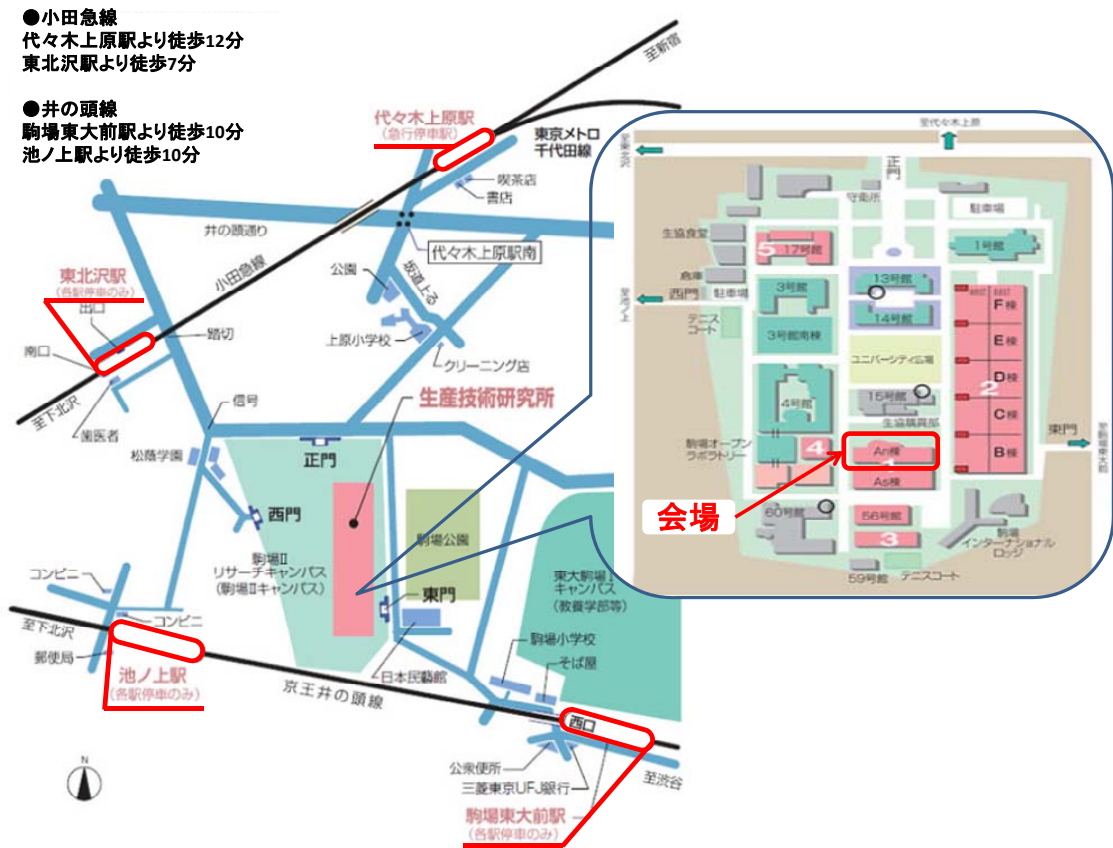 ●小田急線
代々木上原駅より徒歩12分
東北沢駅より徒歩7分
●井の頭線
駒場東大前駅より徒歩10分
池ノ上駅より徒歩10分
至新宿
代々木上原駅
(急行停車駅)
東京メトロ
千代田線
喫茶店
書店
井の頭通り
代々木上原駅南
小田急線
公園
坂道上る
東北沢駅
(各駅停車のみ)
出口
踏切
南口
上原小学校
クリーニング店
至下北沢
歯医者
信号
生産技術研究所
松蔭学園
正門
西門
駒場公園
駒場Ⅱ
リサーチキャンパス
(駒場Ⅱキャンパス)
東大駒場Ⅰ
キャンパス
(教養学部等)
コンビニ
東門
コンビニ
至下北沢
郵便局
駒場小学校
そば屋
池ノ上駅
(各駅停車のみ)
日本民藝館
京王井の頭線
西口
公衆便所
三菱東京UFJ銀行
至渋谷
駒場東大前駅
(各駅停車のみ)
N
至代々木上原
至東北沢
正門
守衛所
駐車場
生協食堂
5 17号館
1号館
倉庫
13号館
西門
駐車場
3号館
至池ノ上
14号館
F棟
テニス
コート
3号館南棟
E棟
ユニバーシティ広場
D棟
2
4号館
15号館
C棟
生協購買部
東門
至駒場東大前
駒場オープン
ラボラトリー
4
An棟
B棟
1
As棟
会場
60号館
56号館
3
駒場
インターナショナル
ロッジ
59号館
テニスコート